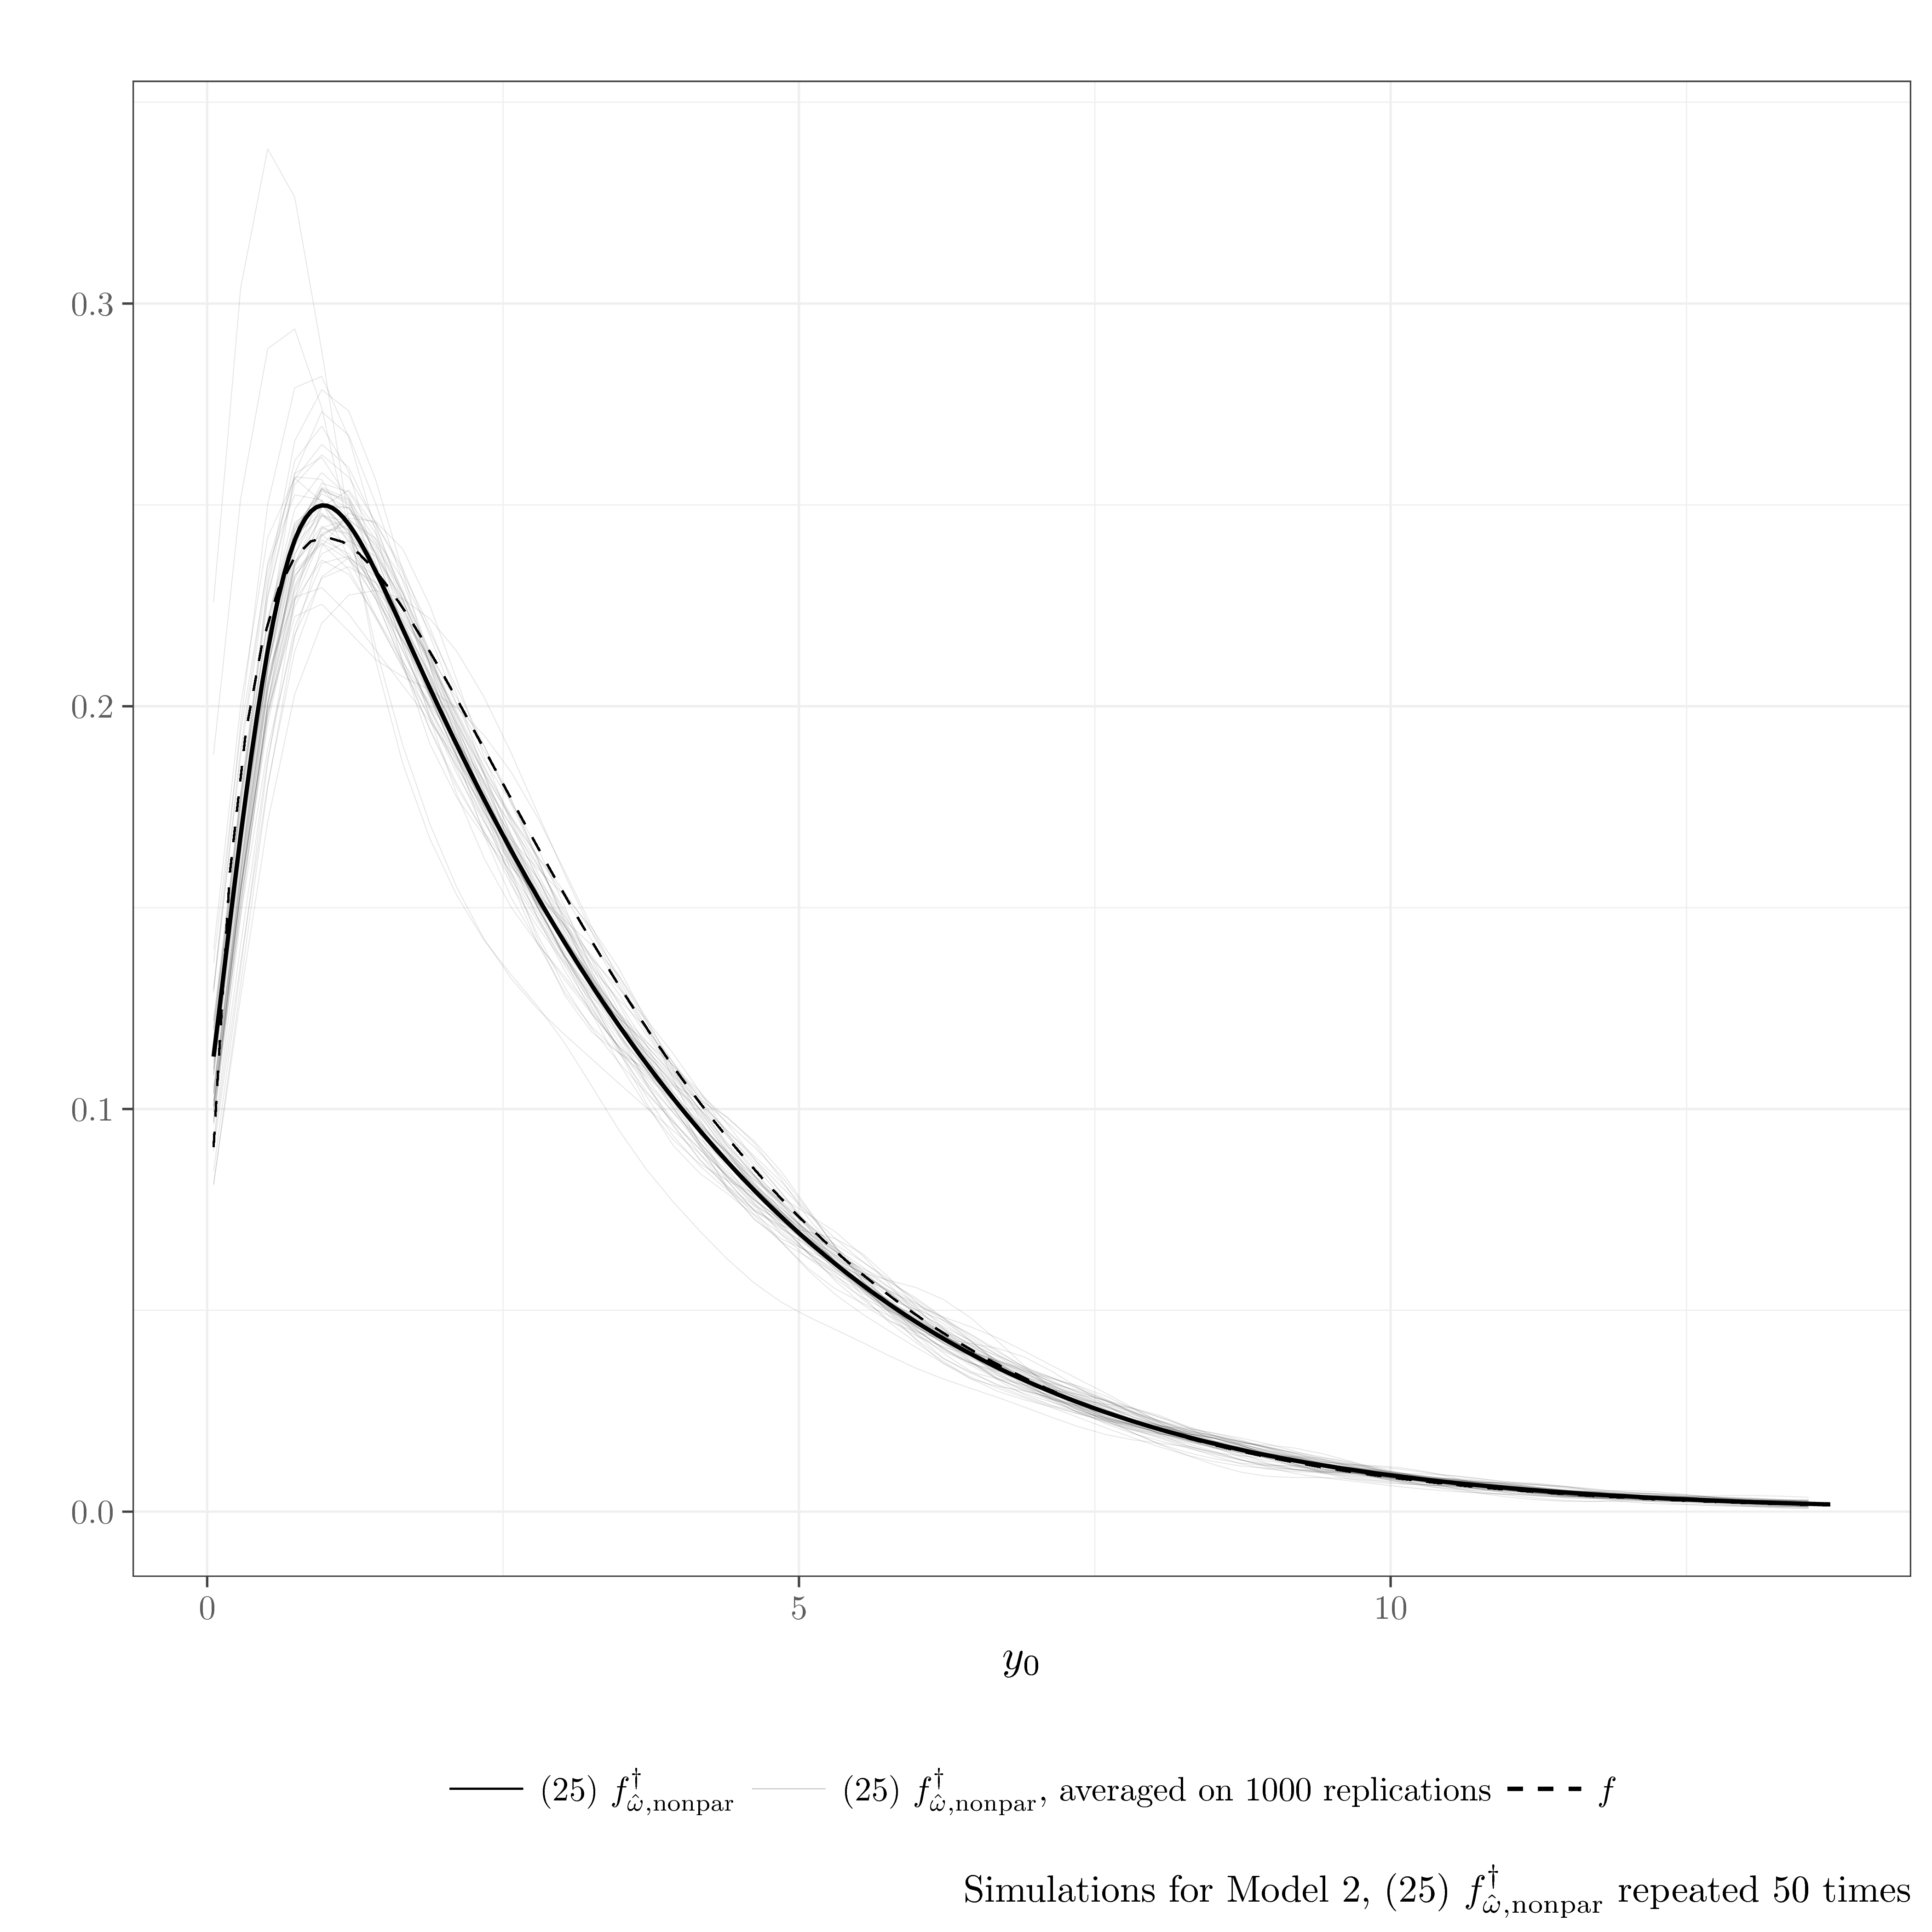 0.3
0.2
0.1
0.0
0 5 10
y₀
(25) f†ω̂,nonpar (25) f†ω̂,nonpar, averaged on 1000 replications f
Simulations for Model 2, (25) f†ω̂,nonpar repeated 50 times